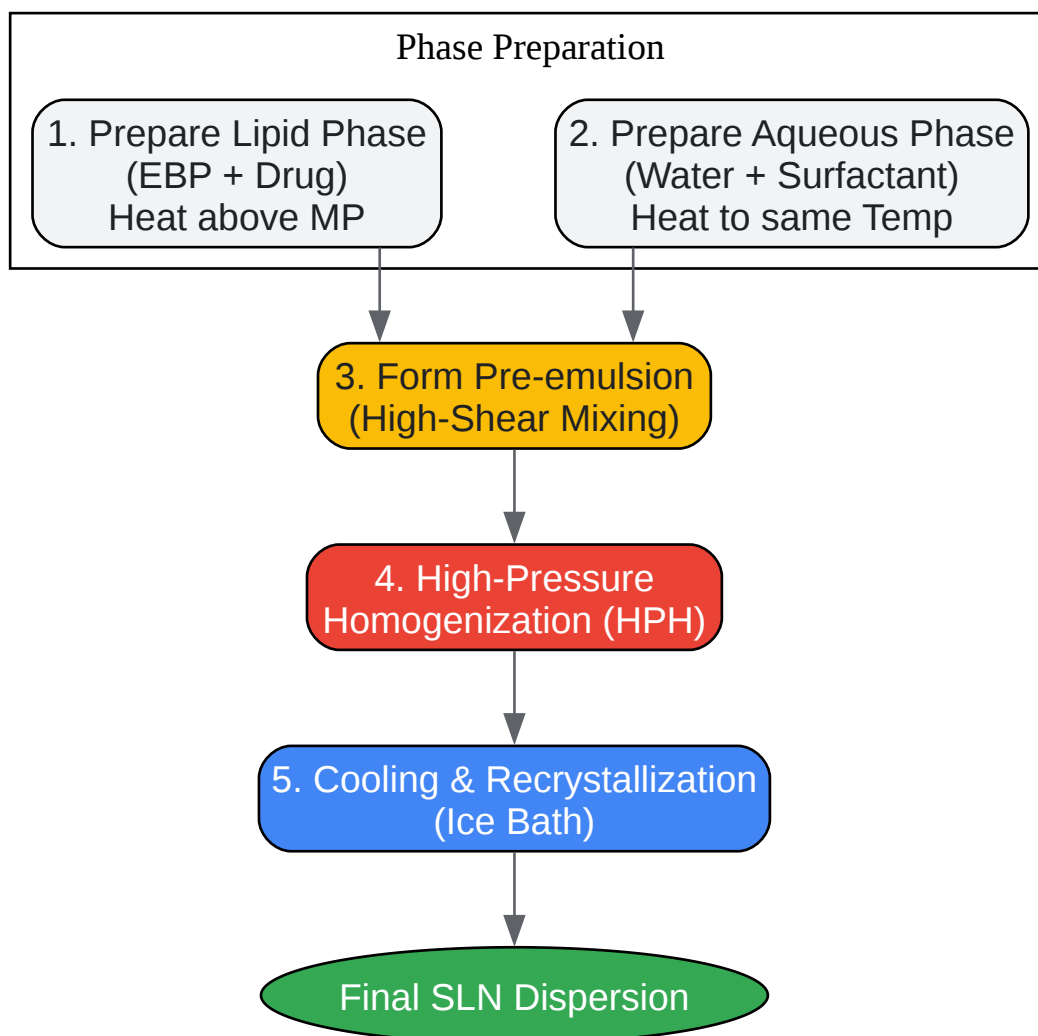 Phase Preparation
1. Prepare Lipid Phase
(EBP + Drug)
Heat above MP
2. Prepare Aqueous Phase
(Water + Surfactant)
Heat to same Temp
3. Form Pre-emulsion
(High-Shear Mixing)
4. High-Pressure
Homogenization (HPH)
5. Cooling & Recrystallization
(Ice Bath)
Final SLN Dispersion